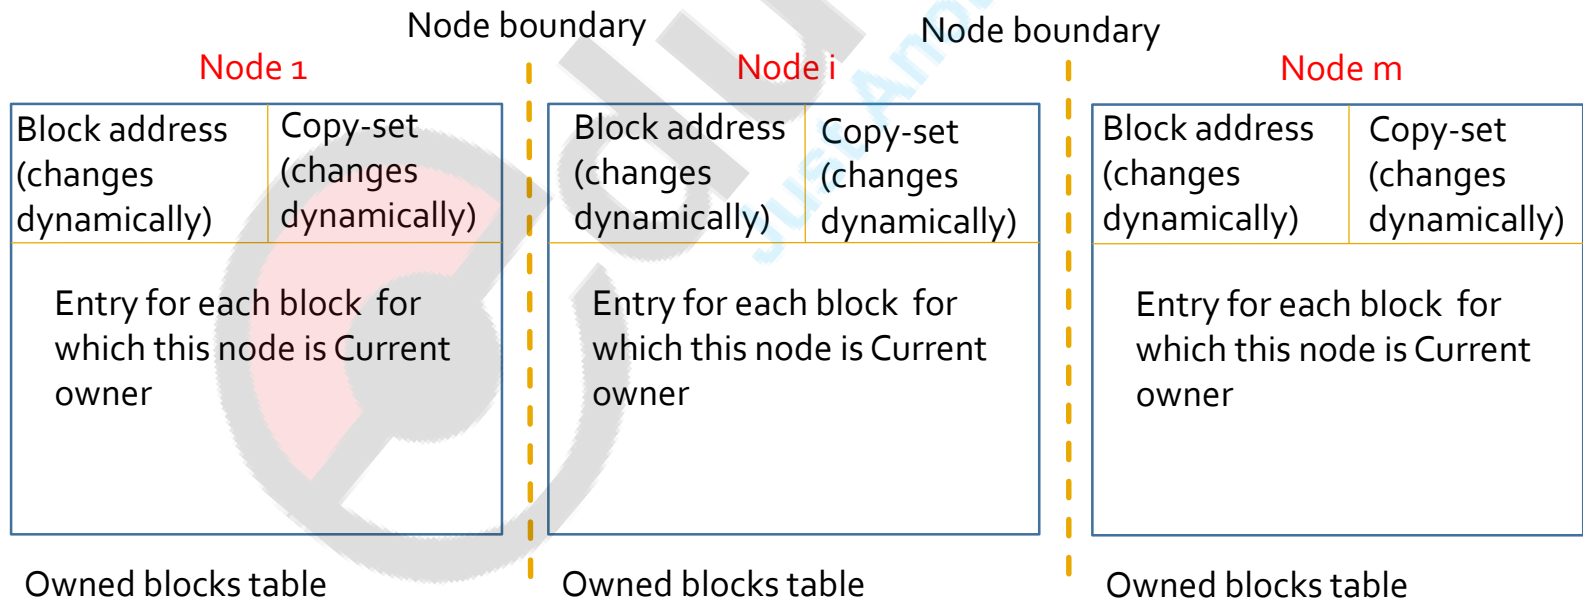 Node boundary
Node boundary
Node 1
Node i
Node m
Block address
(changes
dynamically)
Copy-set
(changes
dynamically)
Entry for each block for
which this node is Current
owner
Owned blocks table
Block address
(changes
dynamically)
Copy-set
(changes
dynamically)
Entry for each block for
which this node is Current
owner
Owned blocks table
Block address
(changes
dynamically)
Copy-set
(changes
dynamically)
Entry for each block for
which this node is Current
owner
Owned blocks table